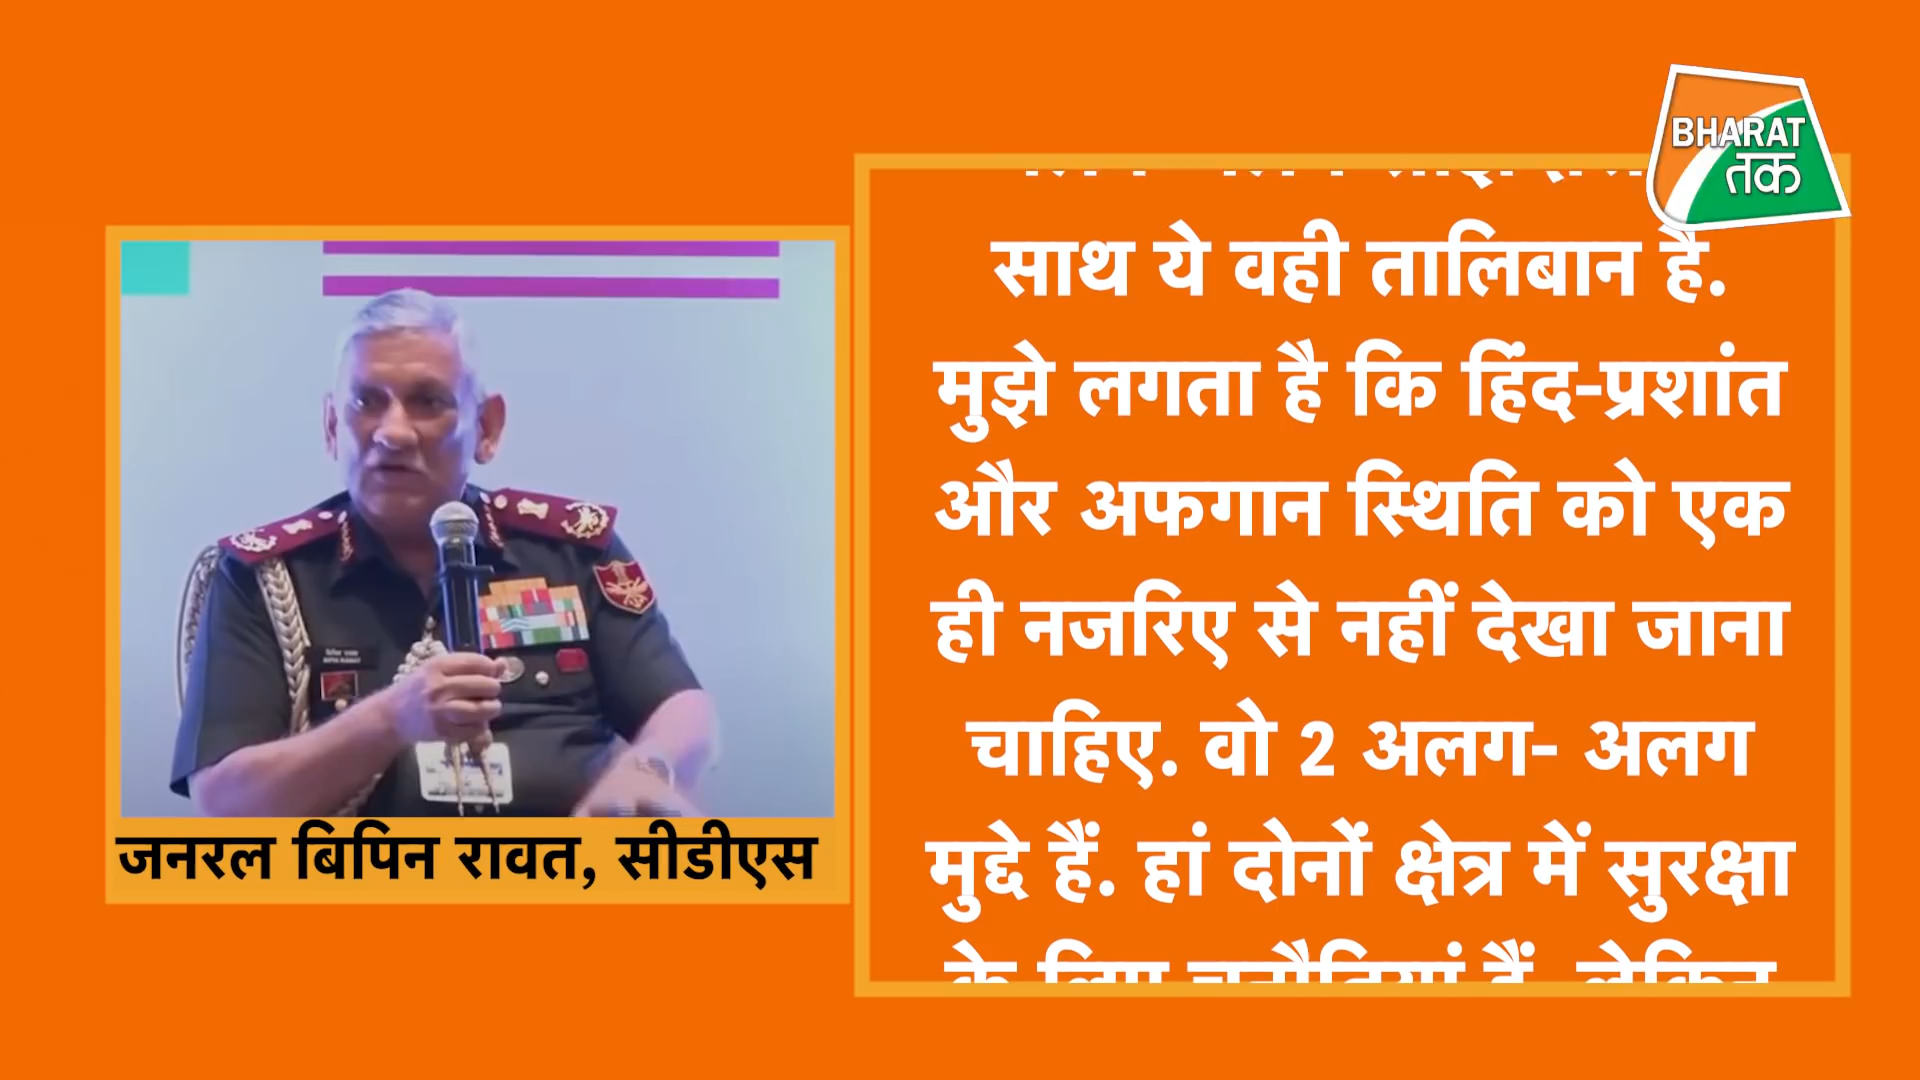 BHARAT
तक
साथ ये वही तालिबान है.
मुझे लगता है कि हिंद-प्रशांत
और अफगान स्थिति को एक
ही नजरिए से नहीं देखा जाना
चाहिए. वो 2 अलग- अलग
मुद्दे हैं. हां दोनों क्षेत्र में सुरक्षा
के लिए चुनौतियां हैं. लेकिन
जनरल बिपिन रावत, सीडीएस